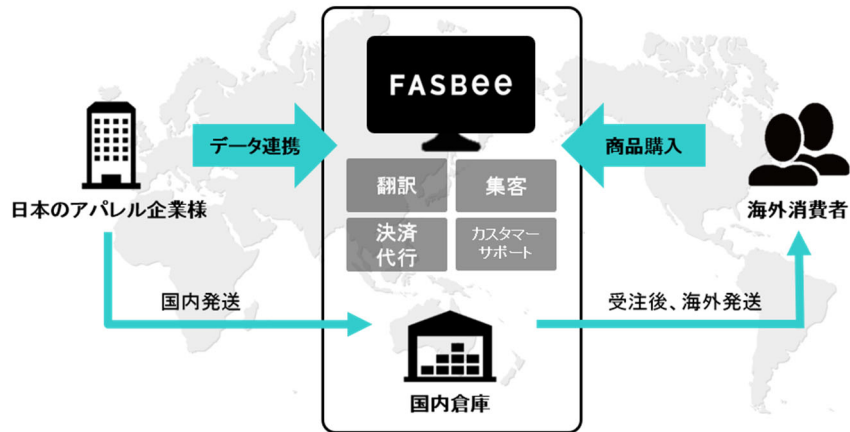 FASBee
データ連携
商品購入
翻訳
集客
日本のアパレル企業様
海外消費者
決済
代行
カスタマー
サポート
国内発送
受注後、海外発送
国内倉庫